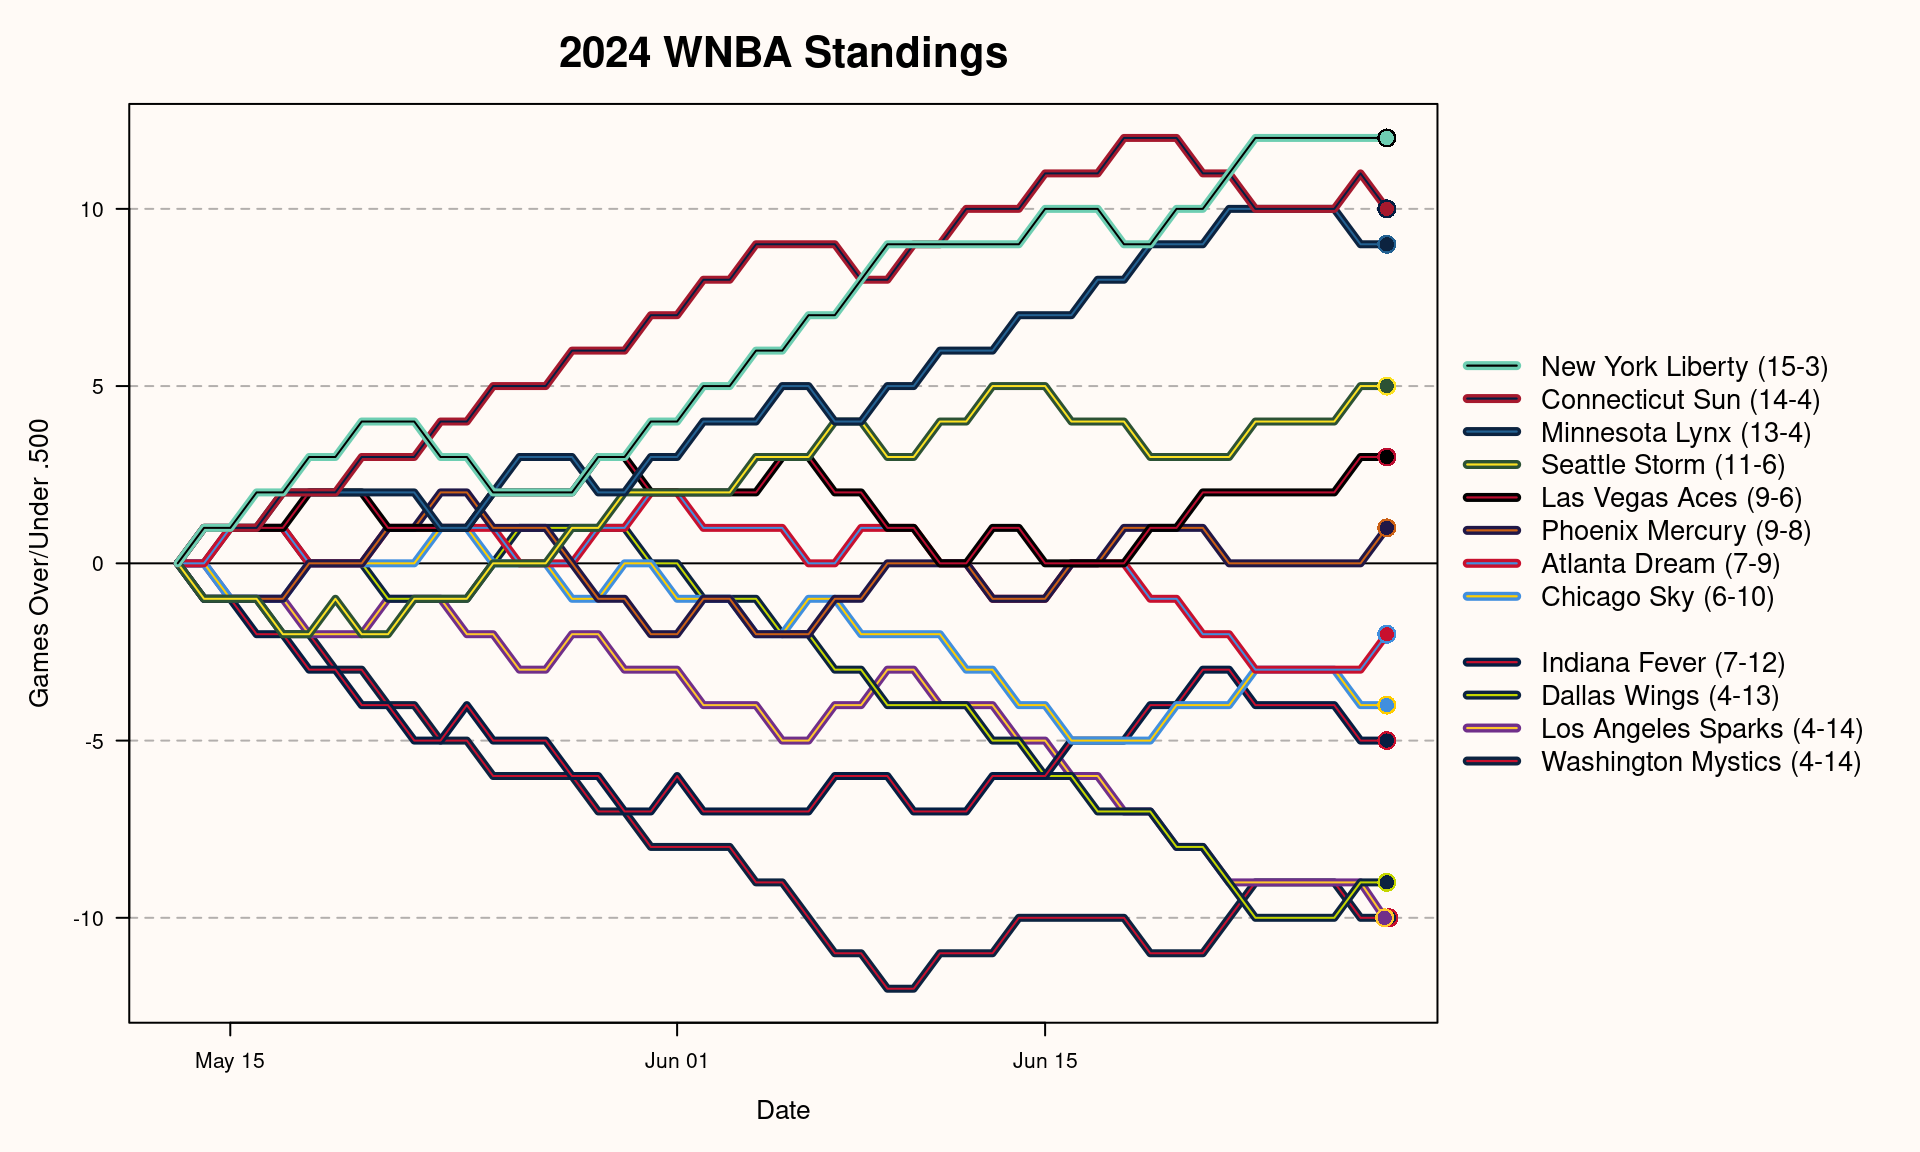 2024 WNBA Standings
Games Over/Under .500
10
5
0
-5
-10
May 15
Jun 01
Jun 15
Date
New York Liberty (15-3)
Connecticut Sun (14-4)
Minnesota Lynx (13-4)
Seattle Storm (11-6)
Las Vegas Aces (9-6)
Phoenix Mercury (9-8)
Atlanta Dream (7-9)
Chicago Sky (6-10)
Indiana Fever (7-12)
Dallas Wings (4-13)
Los Angeles Sparks (4-14)
Washington Mystics (4-14)